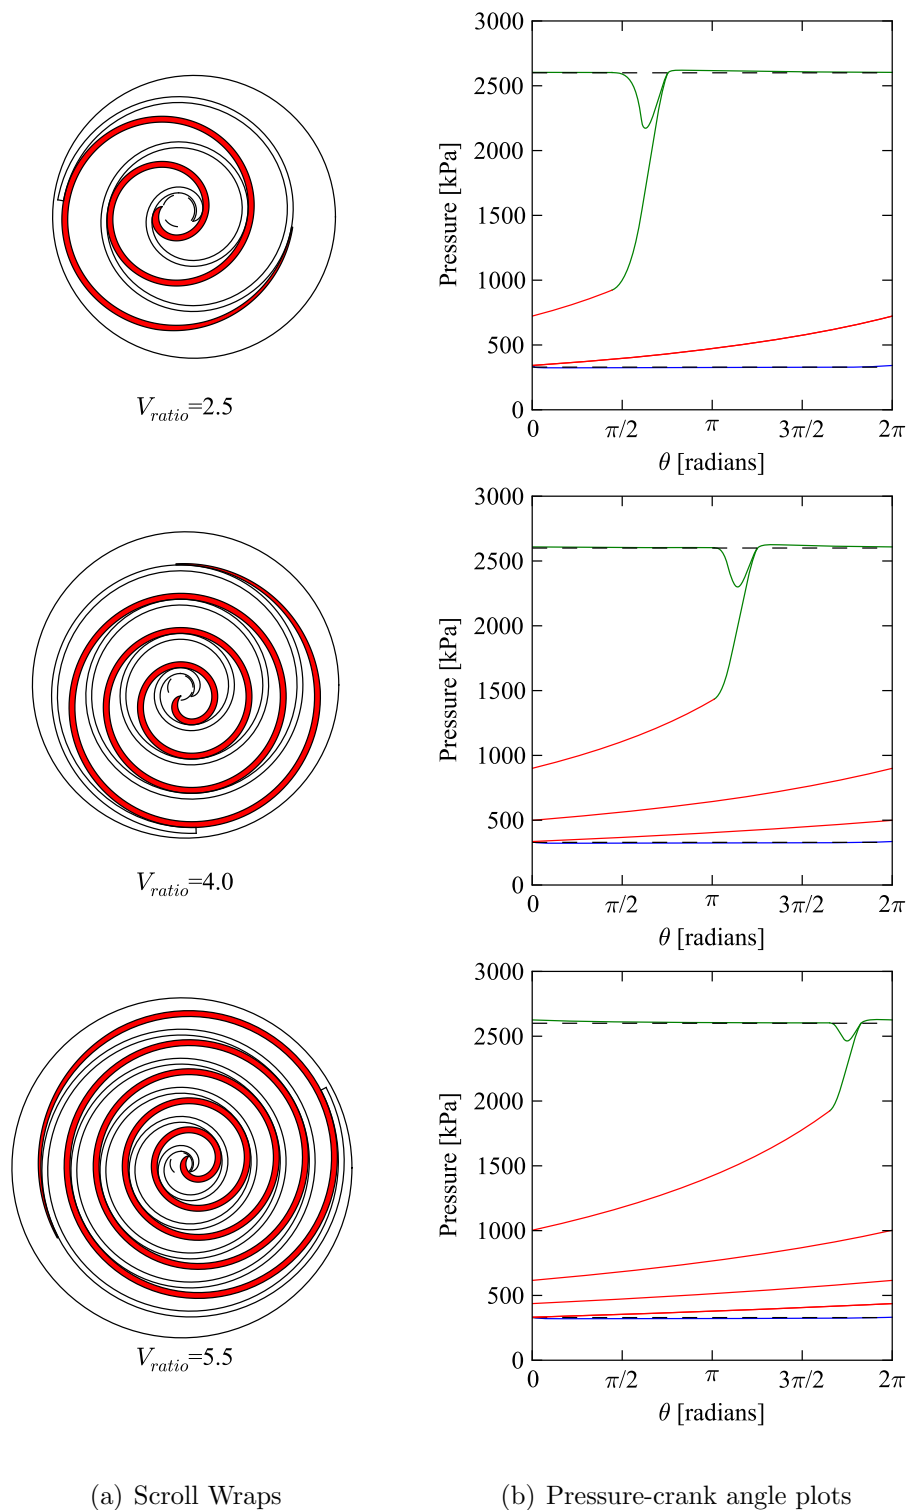 3000
2500
2000
1500
1000
500
0
Pressure [kPa]
0 π/2 π 3π/2 2π
θ [radians]
V_ratio=2.5
3000
2500
2000
1500
1000
500
0
Pressure [kPa]
0 π/2 π 3π/2 2π
θ [radians]
V_ratio=4.0
3000
2500
2000
1500
1000
500
0
Pressure [kPa]
0 π/2 π 3π/2 2π
θ [radians]
V_ratio=5.5
(a) Scroll Wraps
(b) Pressure-crank angle plots